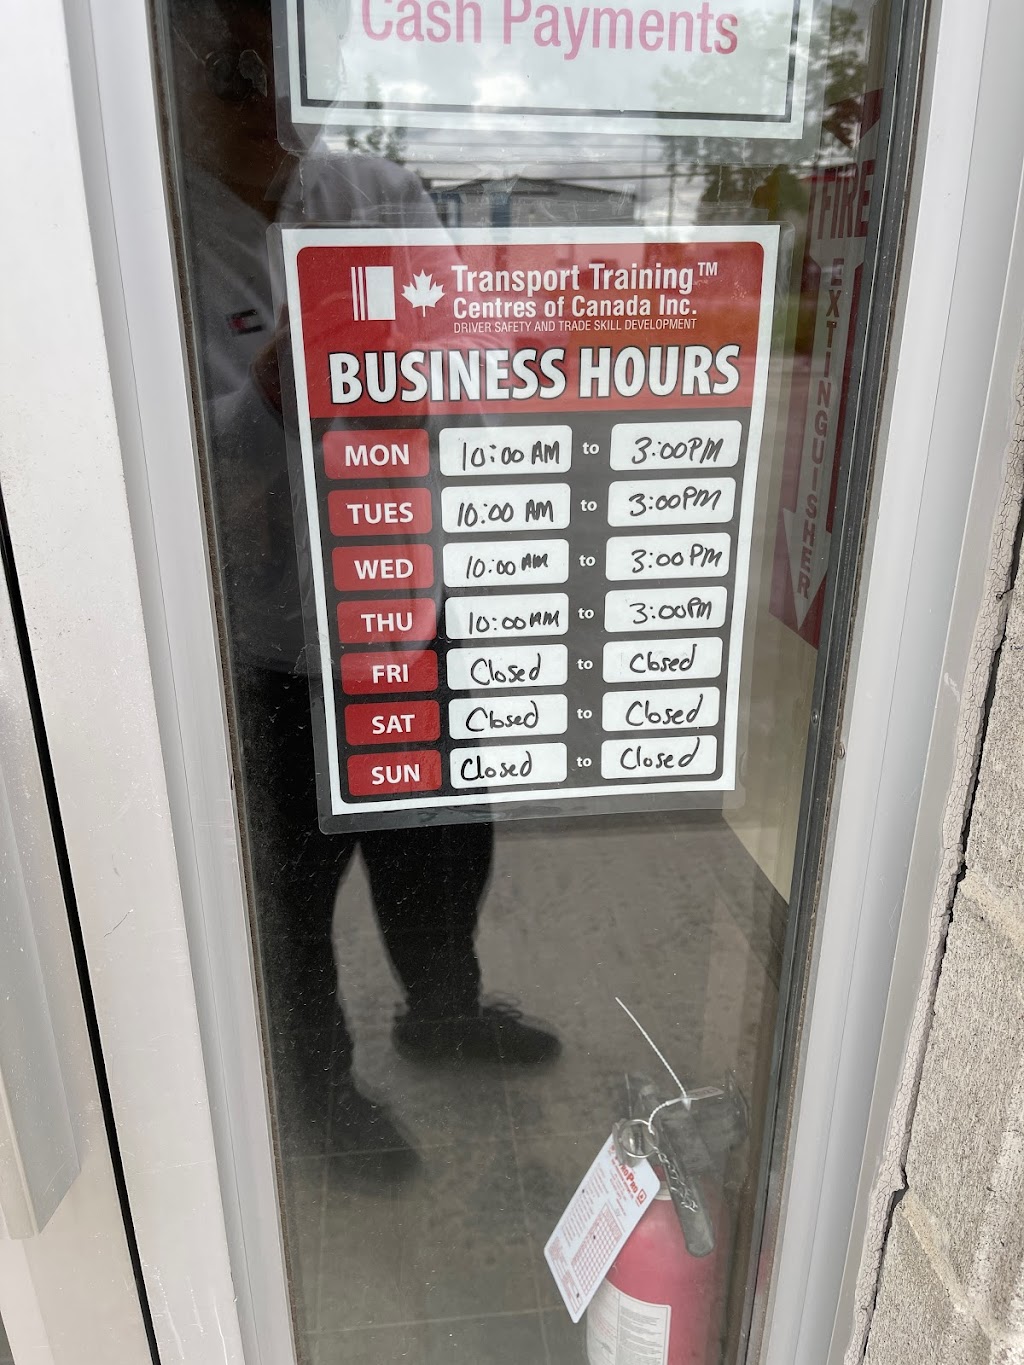 Cash Payments
Transport Training™
Centres of Canada Inc.
DRIVER SAFETY AND TRADE SKILL DEVELOPMENT
BUSINESS HOURS
MON 10:00 AM to 3:00PM
TUES 10:00 AM to 3:00PM
WED 10:00 AM to 3:00PM
THU 10:00 AM to 3:00PM
FRI Closed to Closed
SAT Closed to Closed
SUN Closed to Closed
FIRE
EXTINGUISHER